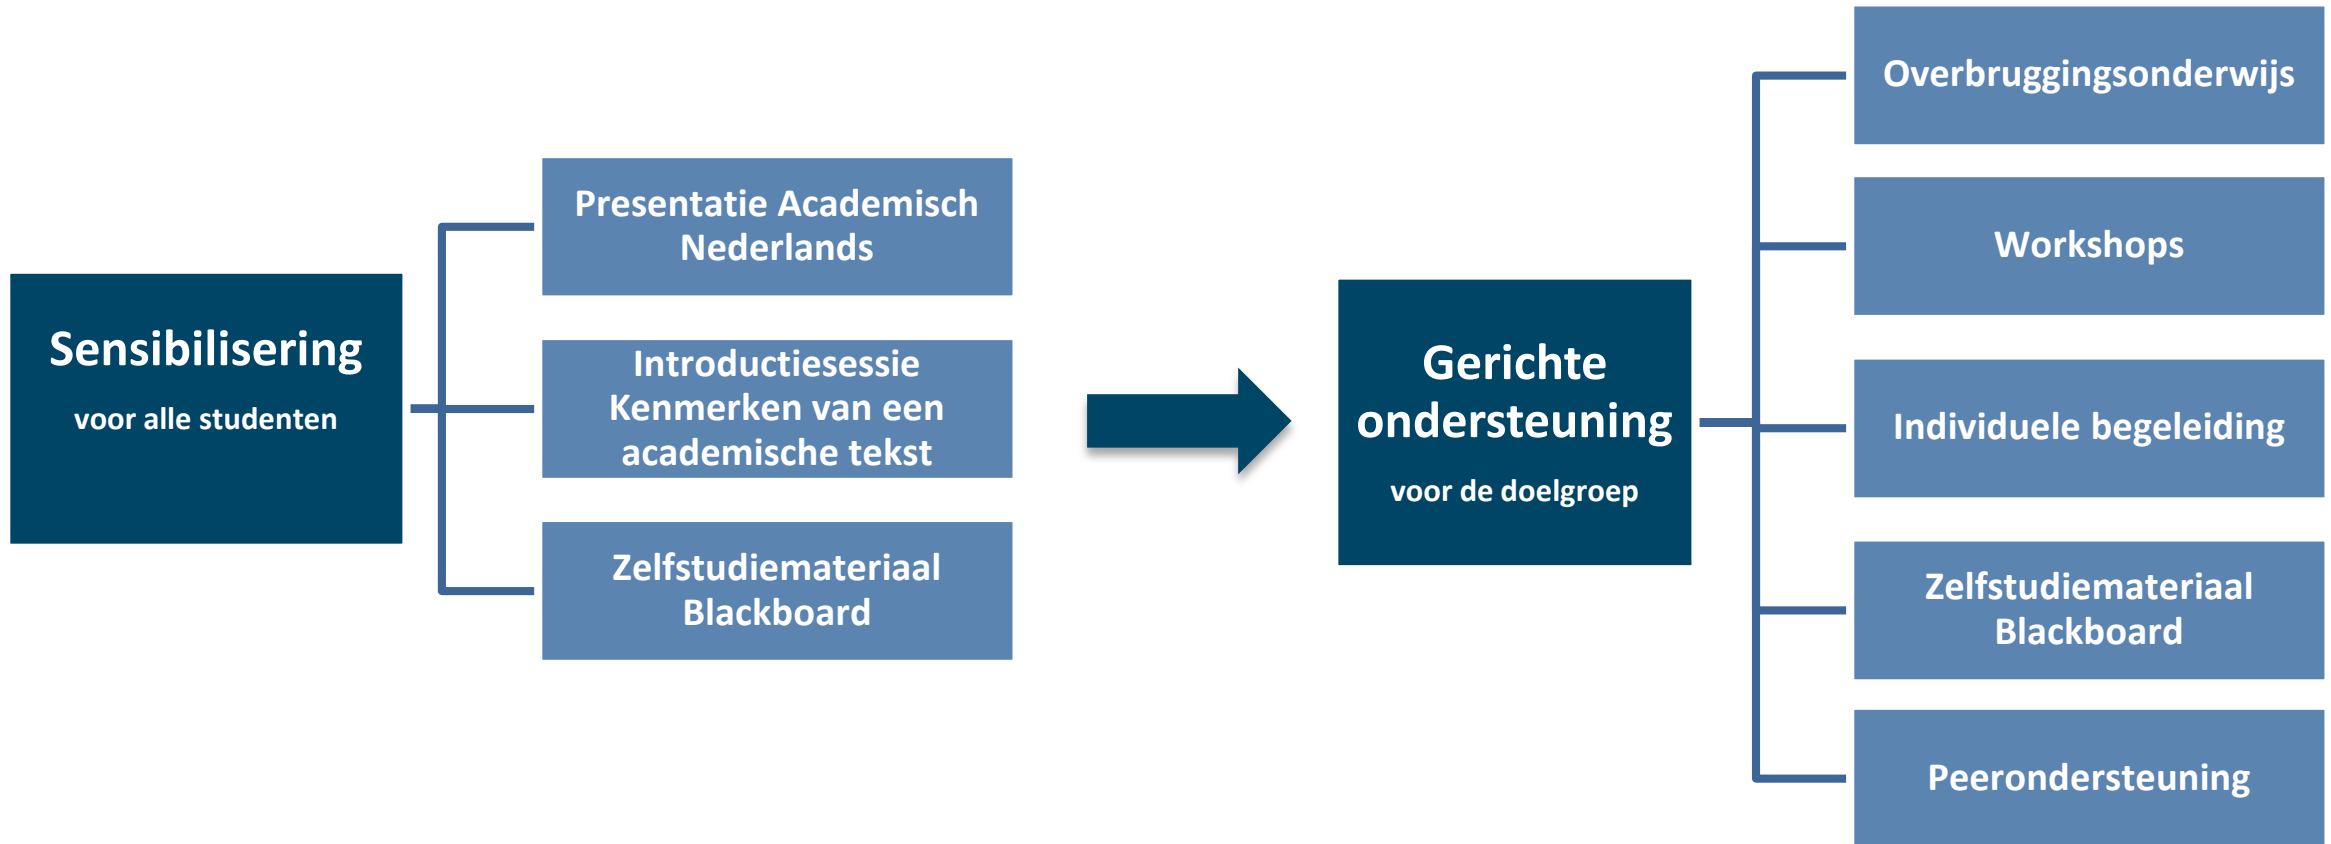 Sensibilisering
voor alle studenten
Presentatie Academisch
Nederlands
Introductiesessie
Kenmerken van een
academische tekst
Zelfstudiemateriaal
Blackboard
Gerichte
ondersteuning
voor de doelgroep
Overbruggingsonderwijs
Workshops
Individuele begeleiding
Zelfstudiemateriaal
Blackboard
Peerondersteuning